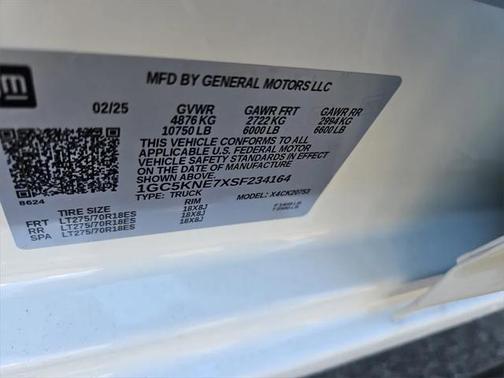 gm
MFD BY GENERAL MOTORS LLC
02/25 GVWR GAWR FRT GAWR RR
4876 KG 2722 KG 2994 KG
10750 LB 6000 LB 6600 LB
THIS VEHICLE CONFORMS TO ALL
APPLICABLE U.S. FEDERAL MOTOR
VEHICLE SAFETY STANDARDS IN EFFECT
ON THE DATE OF MANUFACTURE
SHOWN ABOVE.
1GC5KNE7XSF234164
8624 TYPE: TRUCK X4CK20753
TIRE SIZE RIM
FRT LT275/70R18ES 18X8J
RR LT275/70R18ES 18X8J
SPA LT275/70R18ES 18X8J